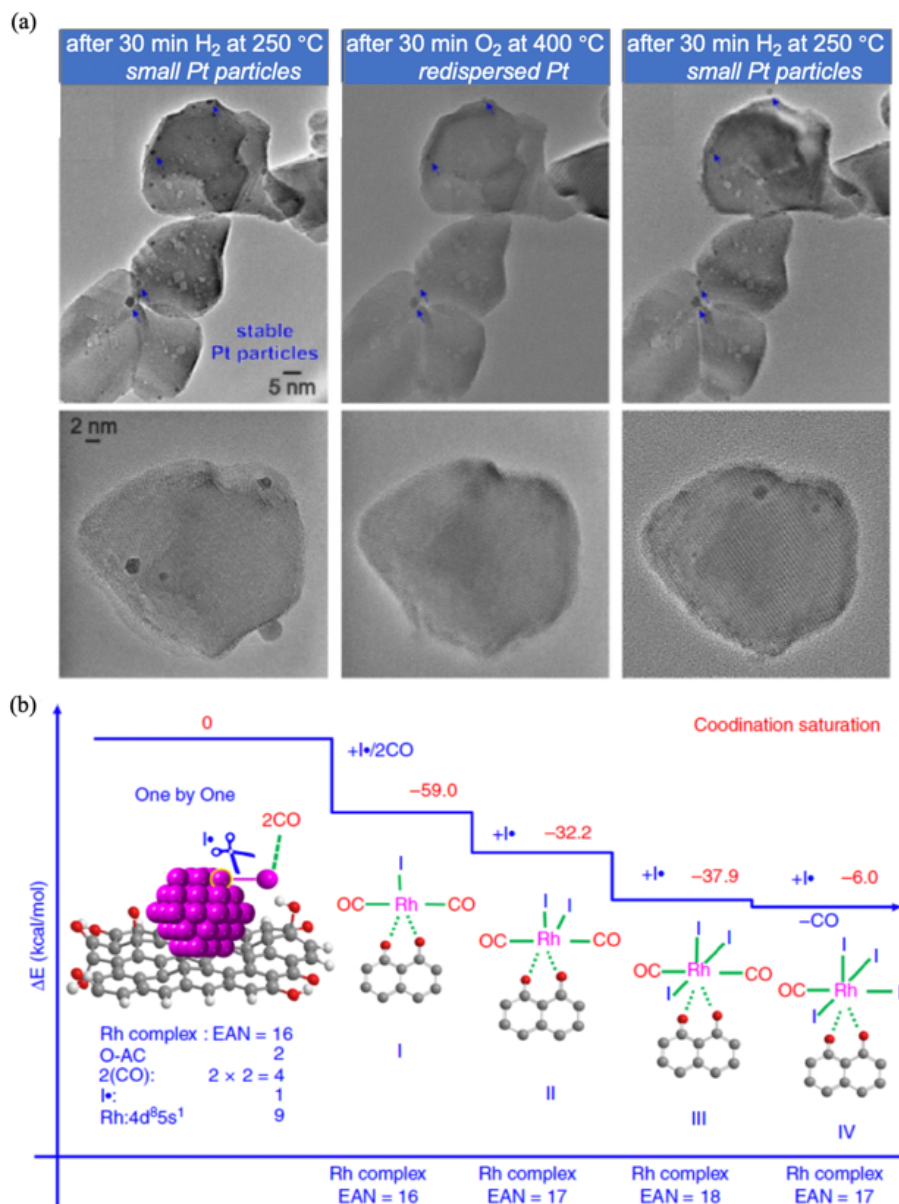 (a)
after 30 min H₂ at 250 °C
small Pt particles
after 30 min O₂ at 400 °C
redispersed Pt
after 30 min H₂ at 250 °C
small Pt particles
stable
Pt particles
5 nm
2 nm
(b)
ΔE (kcal/mol)
0
Coodination saturation
+I•/2CO
−59.0
+I•
−32.2
+I•
−37.9
+I•
−6.0
−CO
One by One
2CO
I•
I
OC Rh CO
I I
OC Rh CO
I I
OC Rh CO
I
I I
OC Rh I
I
I
II
III
IV
Rh complex : EAN = 16
O-AC 2
2(CO): 2 × 2 = 4
I•: 1
Rh:4d⁸5s¹ 9
Rh complex
EAN = 16
Rh complex
EAN = 17
Rh complex
EAN = 18
Rh complex
EAN = 17